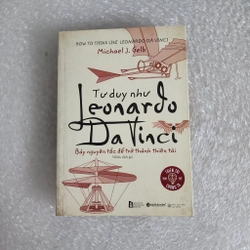 HOW TO THINK LIKE LEONARDO DA VINCI
Michael J. Gelb
Tư duy như
Leonardo
Da Vinci
Bảy nguyên tắc để trở thành thiên tài